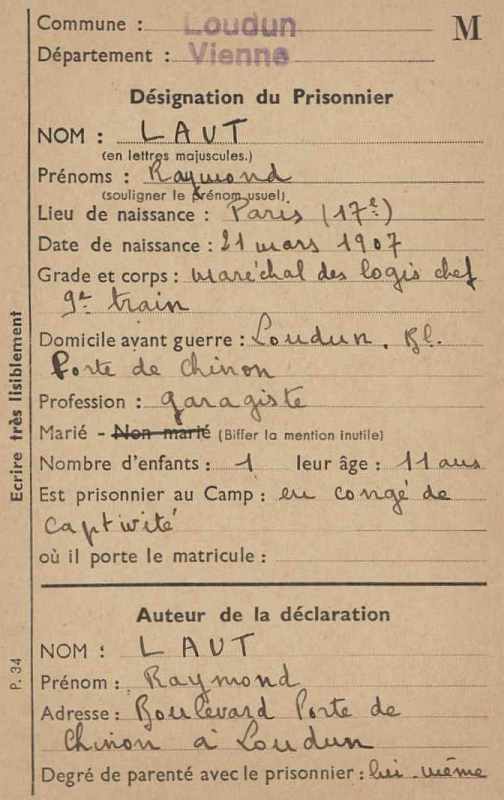 Commune : Loudun M
Département : Vienne
Désignation du Prisonnier
NOM : LAUT
(en lettres majuscules.)
Prénoms : Raymond
(souligner le prénom usuel).
Lieu de naissance : Paris (17e)
Date de naissance : 21 mars 1907
Grade et corps : maréchal des logis chef
9e train
Domicile avant guerre : Loudun, Bl.
Porte de Chinon
Profession : garagiste
Marié - Non marié (Biffer la mention inutile)
Nombre d'enfants : 1 leur âge : 11 ans
Est prisonnier au Camp : en congé de
captivité
où il porte le matricule :
Auteur de la déclaration
NOM : LAUT
Prénom : Raymond
Adresse : Boulevard Porte de
Chinon à Loudun
Degré de parenté avec le prisonnier : lui-même
Ecrire très lisiblement
P. 34